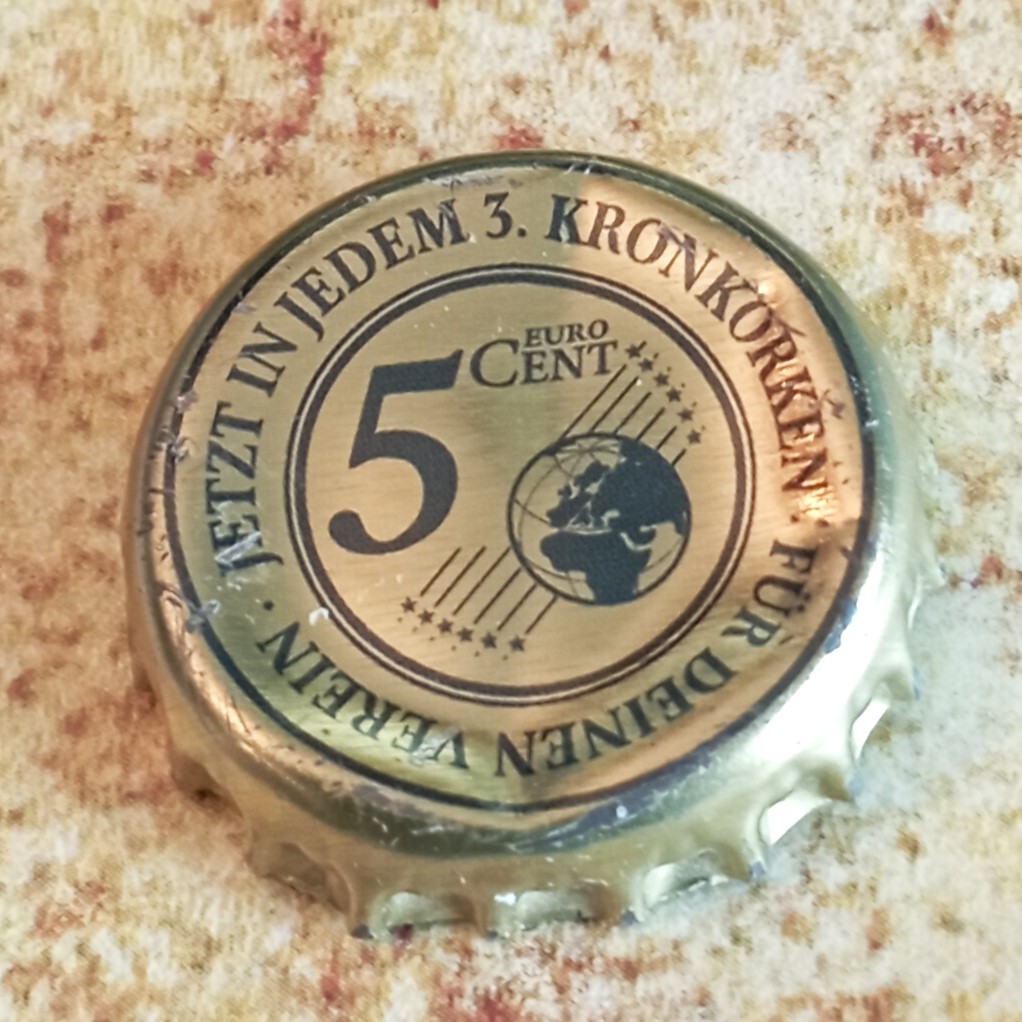 JETZT IN JEDEM 3. KRONKORKEN · FÜR DEINEN VEREIN ·
5
EURO
CENT